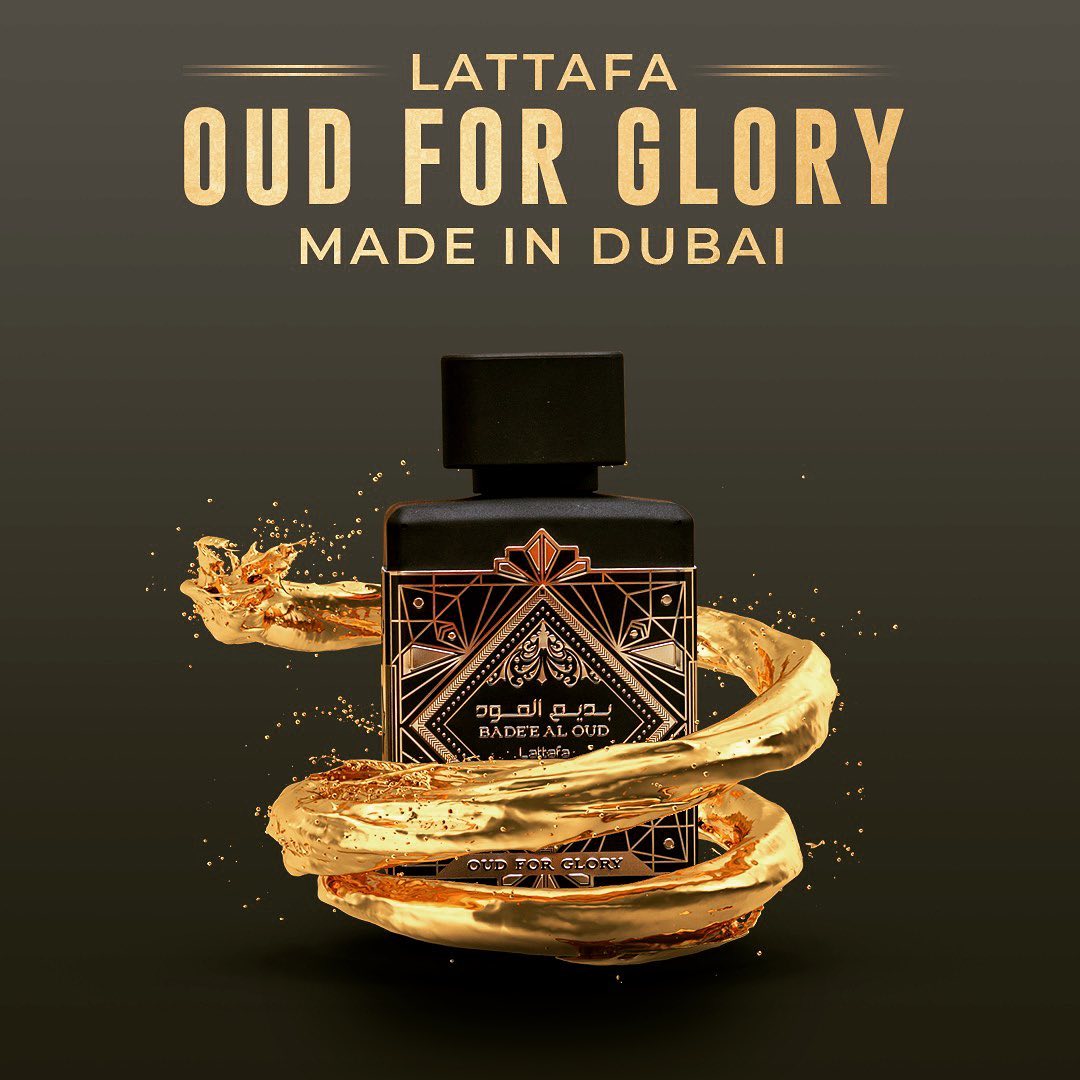 LATTAFA
OUD FOR GLORY
MADE IN DUBAI
بديع العود
BADE'E AL OUD
Lattafa
OUD FOR GLORY